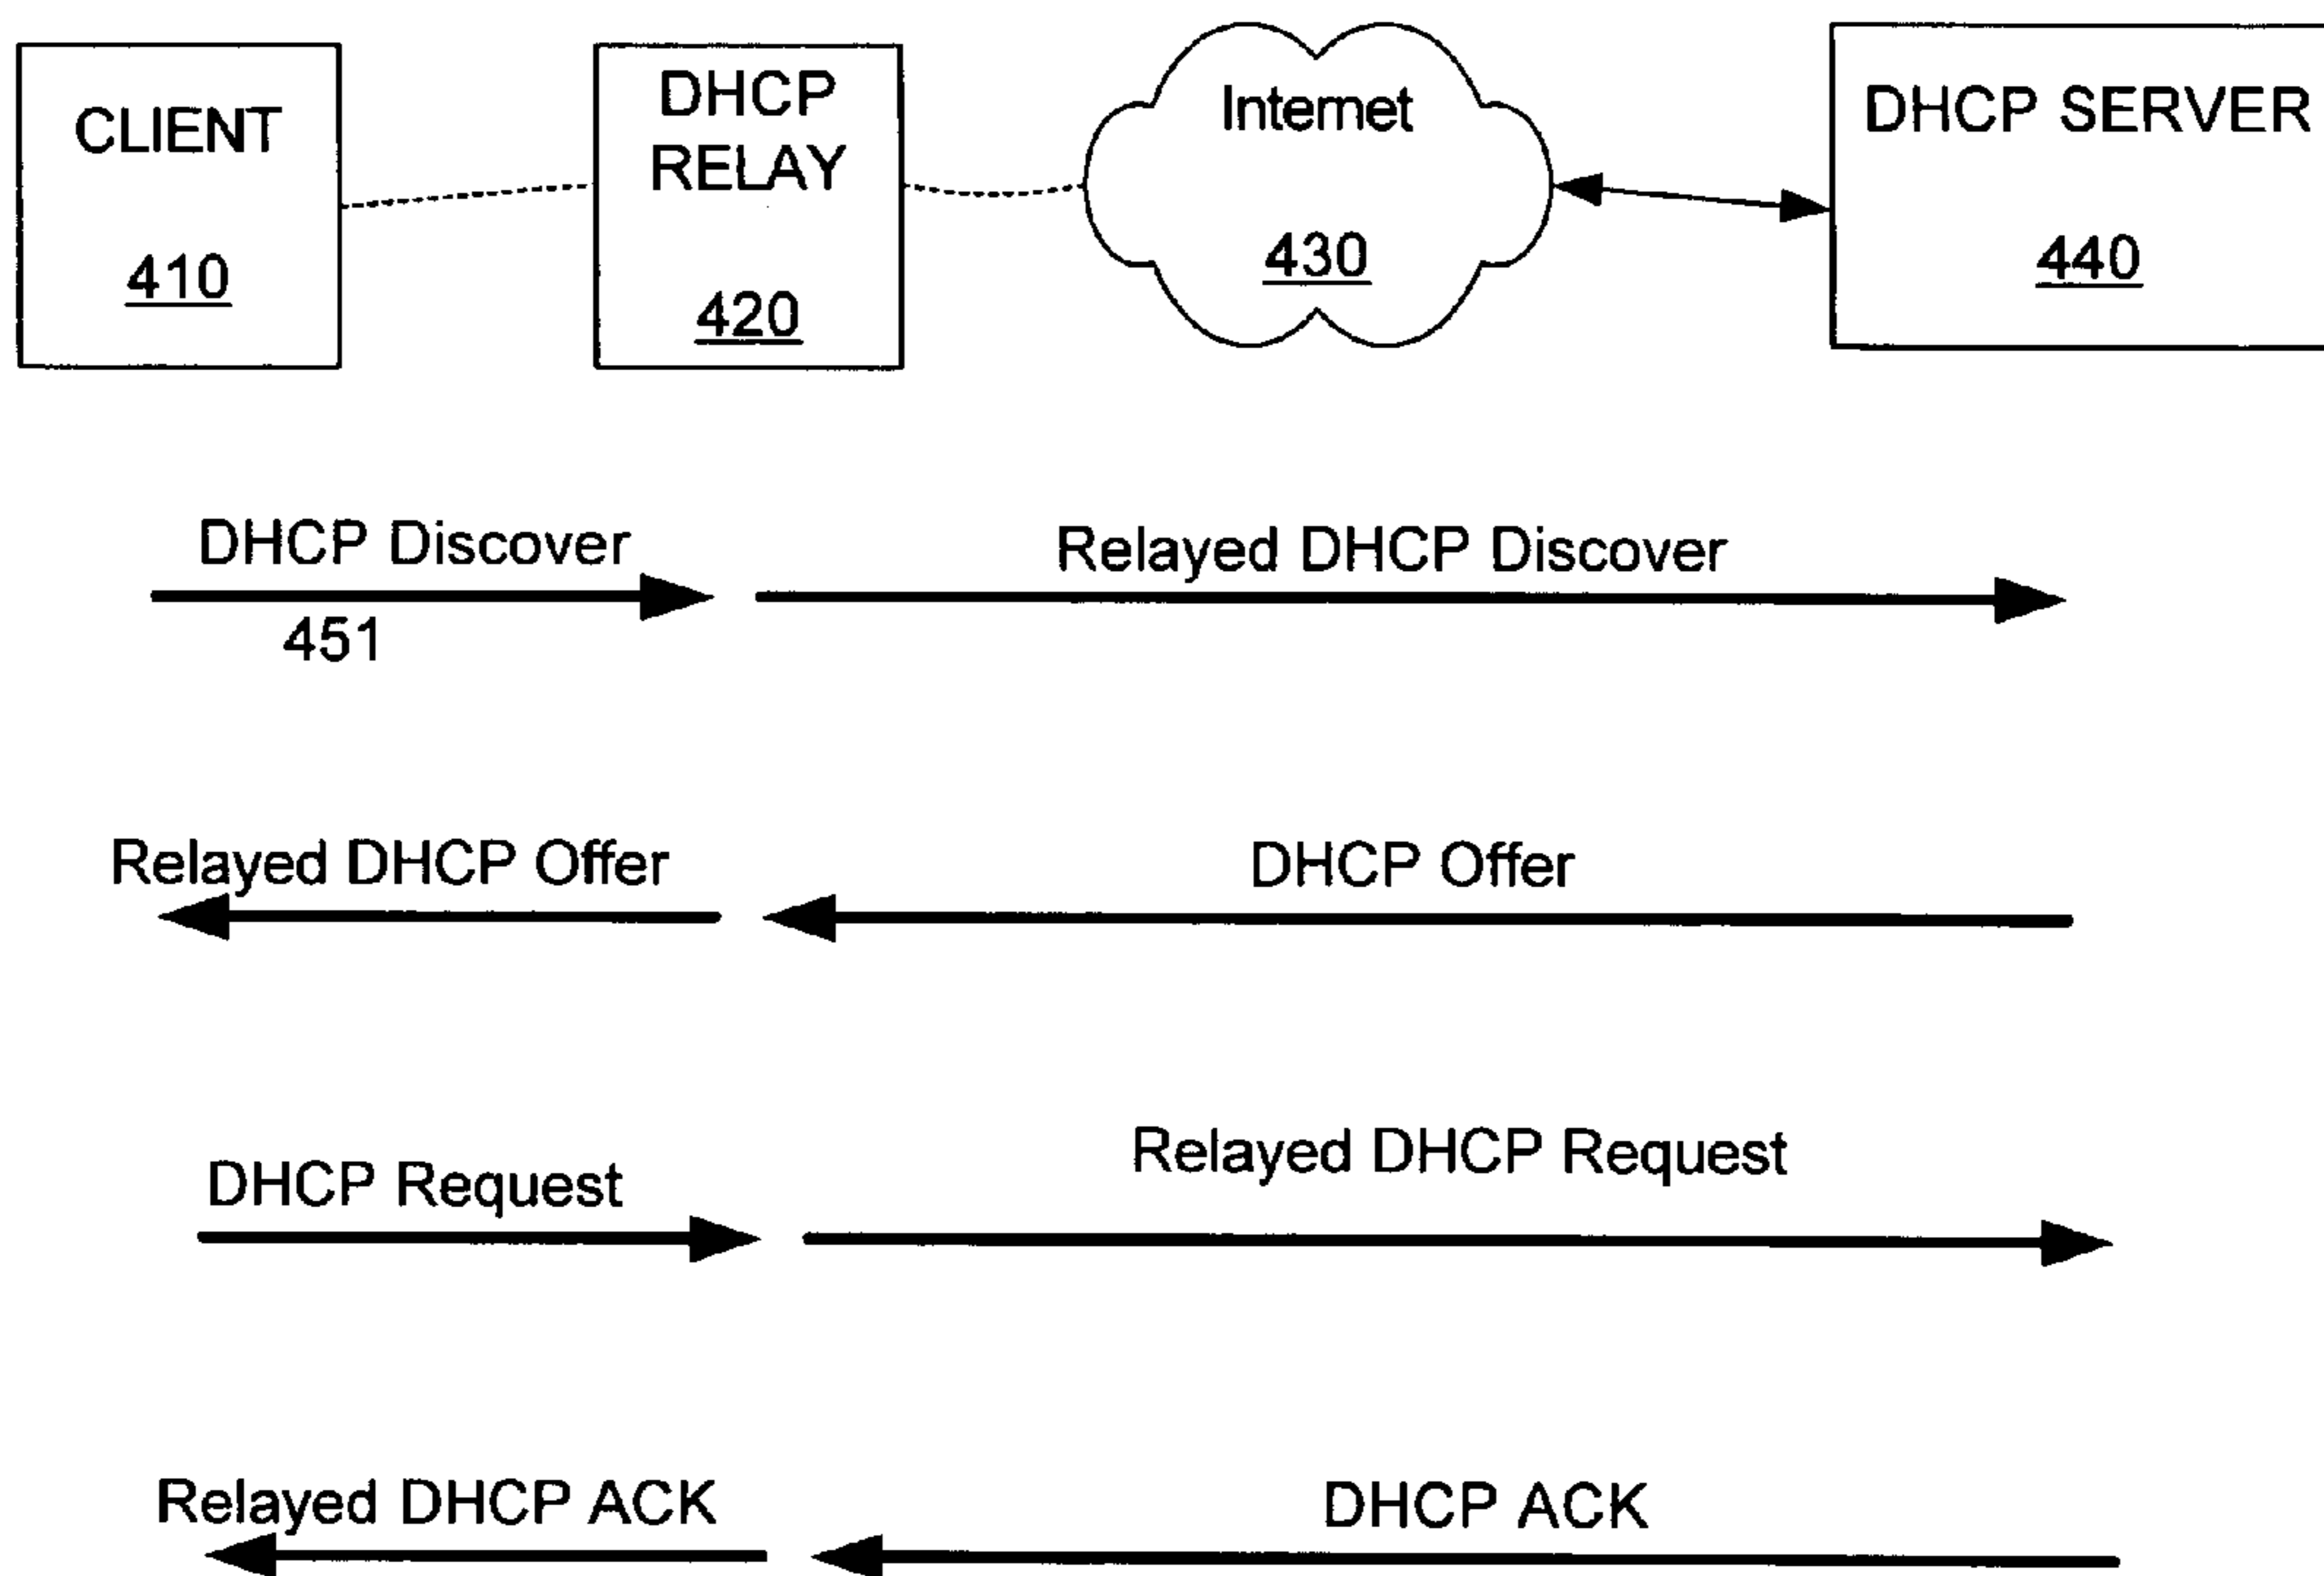 CLIENT
410
DHCP
RELAY
420
Internet
430
DHCP SERVER
440
DHCP Discover
451
Relayed DHCP Discover
Relayed DHCP Offer
DHCP Offer
DHCP Request
Relayed DHCP Request
Relayed DHCP ACK
DHCP ACK